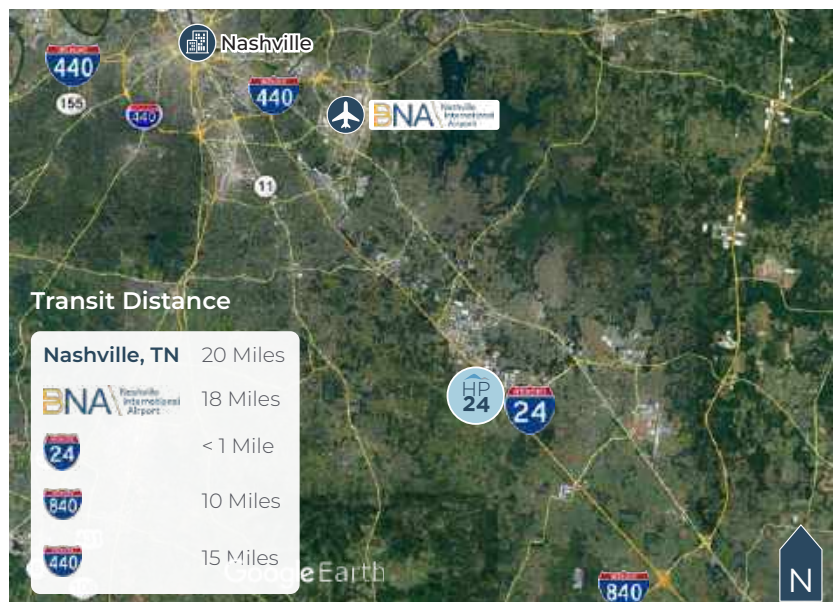 440
Nashville
155
440
440
BNA Nashville International Airport
11
Transit Distance
Nashville, TN 20 Miles
BNA Nashville International Airport 18 Miles
24 < 1 Mile
840 10 Miles
440 15 Miles
HP
24
24
Google Earth
840
N